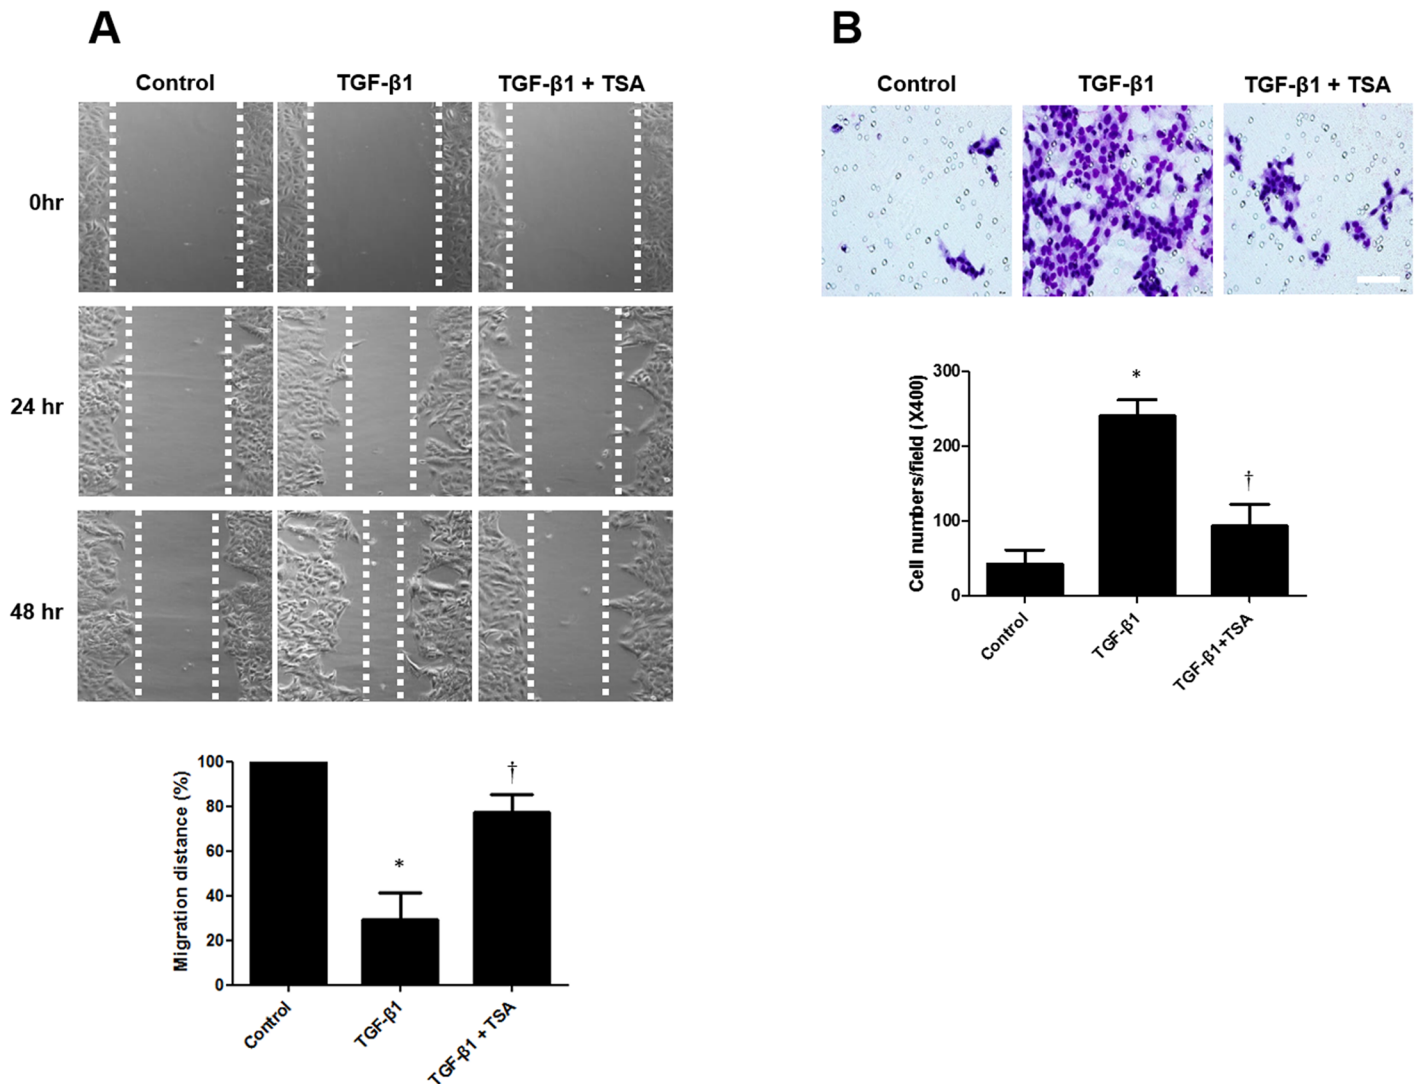 A
Control TGF-β1 TGF-β1 + TSA
0hr
24 hr
48 hr
Migration distance (%)
100
80
60
40
20
0
*
†
Control
TGF-β1
TGF-β1 + TSA
B
Control TGF-β1 TGF-β1 + TSA
Cell numbers/field (X400)
300
200
100
0
*
†
Control
TGF-β1
TGF-β1+TSA